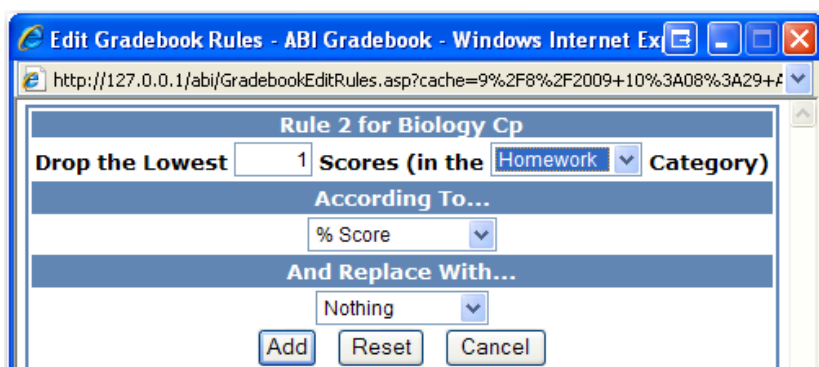 Edit Gradebook Rules - ABI Gradebook - Windows Internet Ex
http://127.0.0.1/abi/GradebookEditRules.asp?cache=9%2F8%2F2009+10%3A08%3A29+A
Rule 2 for Biology Cp
Drop the Lowest 1 Scores (in the Homework Category)
According To...
% Score
And Replace With...
Nothing
Add Reset Cancel